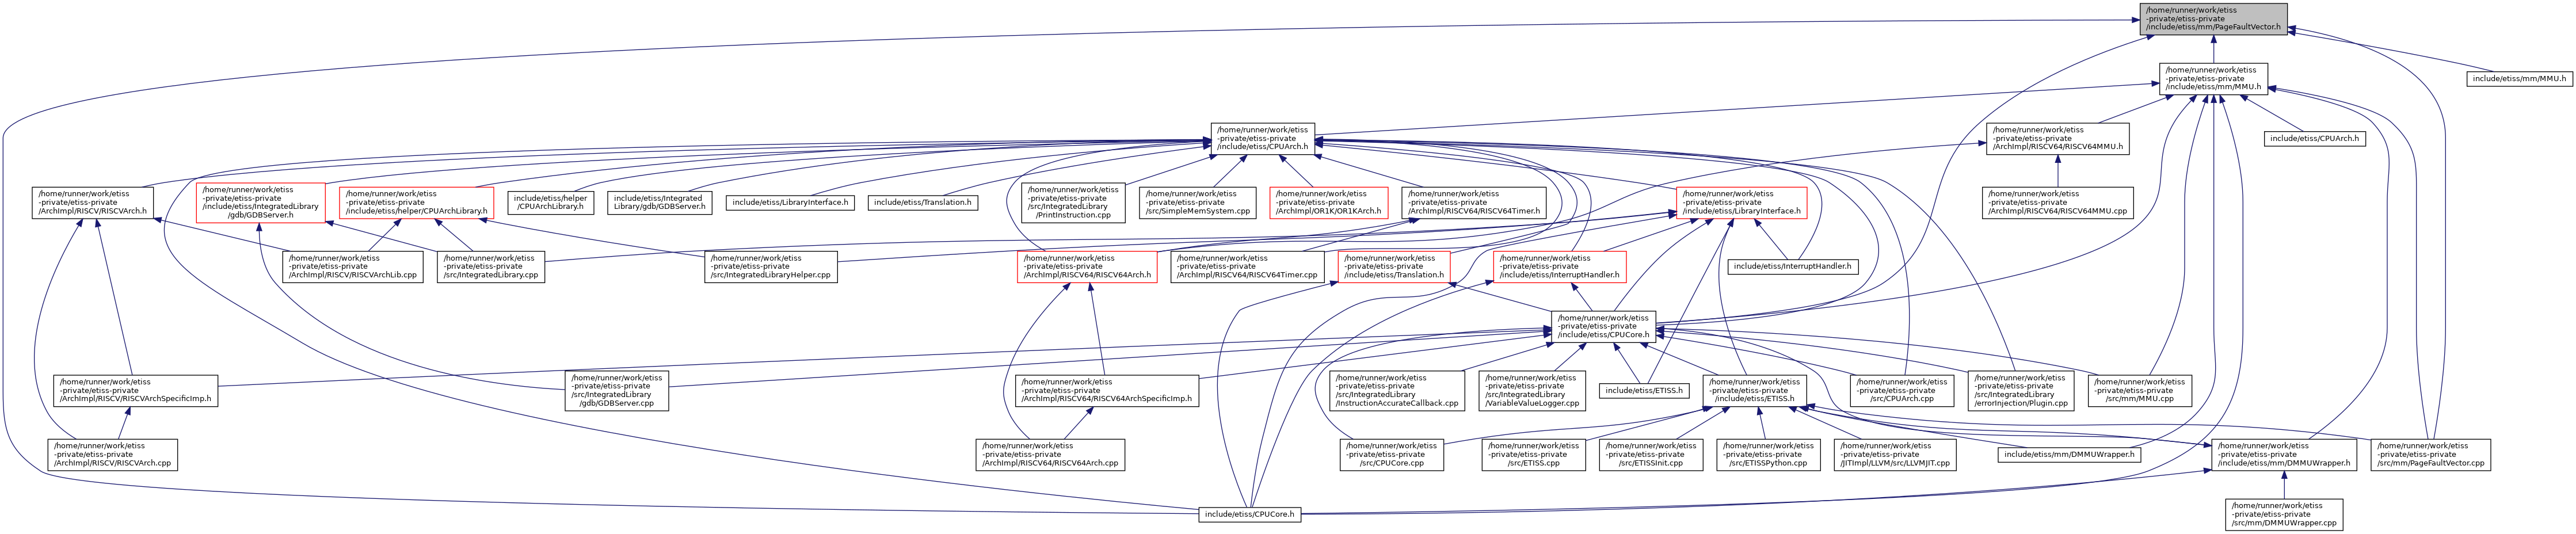 /home/runner/work/etiss
-private/etiss-private
/include/etiss/mm/PageFaultVector.h
/home/runner/work/etiss
-private/etiss-private
/include/etiss/mm/MMU.h
include/etiss/mm/MMU.h
/home/runner/work/etiss
-private/etiss-private
/include/etiss/CPUArch.h
/home/runner/work/etiss
-private/etiss-private
/ArchImpl/RISCV64/RISCV64MMU.h
include/etiss/CPUArch.h
/home/runner/work/etiss
-private/etiss-private
/ArchImpl/RISCV/RISCVArch.h
/home/runner/work/etiss
-private/etiss-private
/include/etiss/IntegratedLibrary
/gdb/GDBServer.h
/home/runner/work/etiss
-private/etiss-private
/include/etiss/helper/CPUArchLibrary.h
include/etiss/helper
/CPUArchLibrary.h
include/etiss/Integrated
Library/gdb/GDBServer.h
include/etiss/LibraryInterface.h
include/etiss/Translation.h
/home/runner/work/etiss
-private/etiss-private
/src/IntegratedLibrary
/PrintInstruction.cpp
/home/runner/work/etiss
-private/etiss-private
/src/SimpleMemSystem.cpp
/home/runner/work/etiss
-private/etiss-private
/ArchImpl/OR1K/OR1KArch.h
/home/runner/work/etiss
-private/etiss-private
/ArchImpl/RISCV64/RISCV64Timer.h
/home/runner/work/etiss
-private/etiss-private
/include/etiss/LibraryInterface.h
/home/runner/work/etiss
-private/etiss-private
/ArchImpl/RISCV64/RISCV64MMU.cpp
/home/runner/work/etiss
-private/etiss-private
/ArchImpl/RISCV/RISCVArchLib.cpp
/home/runner/work/etiss
-private/etiss-private
/src/IntegratedLibrary.cpp
/home/runner/work/etiss
-private/etiss-private
/src/IntegratedLibraryHelper.cpp
/home/runner/work/etiss
-private/etiss-private
/ArchImpl/RISCV64/RISCV64Arch.h
/home/runner/work/etiss
-private/etiss-private
/ArchImpl/RISCV64/RISCV64Timer.cpp
/home/runner/work/etiss
-private/etiss-private
/include/etiss/Translation.h
/home/runner/work/etiss
-private/etiss-private
/include/etiss/InterruptHandler.h
include/etiss/InterruptHandler.h
/home/runner/work/etiss
-private/etiss-private
/include/etiss/CPUCore.h
/home/runner/work/etiss
-private/etiss-private
/ArchImpl/RISCV/RISCVArchSpecificImp.h
/home/runner/work/etiss
-private/etiss-private
/src/IntegratedLibrary
/gdb/GDBServer.cpp
/home/runner/work/etiss
-private/etiss-private
/ArchImpl/RISCV64/RISCV64ArchSpecificImp.h
/home/runner/work/etiss
-private/etiss-private
/src/IntegratedLibrary
/InstructionAccurateCallback.cpp
/home/runner/work/etiss
-private/etiss-private
/src/IntegratedLibrary
/VariableValueLogger.cpp
include/etiss/ETISS.h
/home/runner/work/etiss
-private/etiss-private
/include/etiss/ETISS.h
/home/runner/work/etiss
-private/etiss-private
/src/CPUArch.cpp
/home/runner/work/etiss
-private/etiss-private
/src/IntegratedLibrary
/errorInjection/Plugin.cpp
/home/runner/work/etiss
-private/etiss-private
/src/mm/MMU.cpp
/home/runner/work/etiss
-private/etiss-private
/ArchImpl/RISCV/RISCVArch.cpp
/home/runner/work/etiss
-private/etiss-private
/ArchImpl/RISCV64/RISCV64Arch.cpp
/home/runner/work/etiss
-private/etiss-private
/src/CPUCore.cpp
/home/runner/work/etiss
-private/etiss-private
/src/ETISS.cpp
/home/runner/work/etiss
-private/etiss-private
/src/ETISSInit.cpp
/home/runner/work/etiss
-private/etiss-private
/src/ETISSPython.cpp
/home/runner/work/etiss
-private/etiss-private
/JITImpl/LLVM/src/LLVMJIT.cpp
include/etiss/mm/DMMUWrapper.h
/home/runner/work/etiss
-private/etiss-private
/include/etiss/mm/DMMUWrapper.h
/home/runner/work/etiss
-private/etiss-private
/src/mm/PageFaultVector.cpp
include/etiss/CPUCore.h
/home/runner/work/etiss
-private/etiss-private
/src/mm/DMMUWrapper.cpp